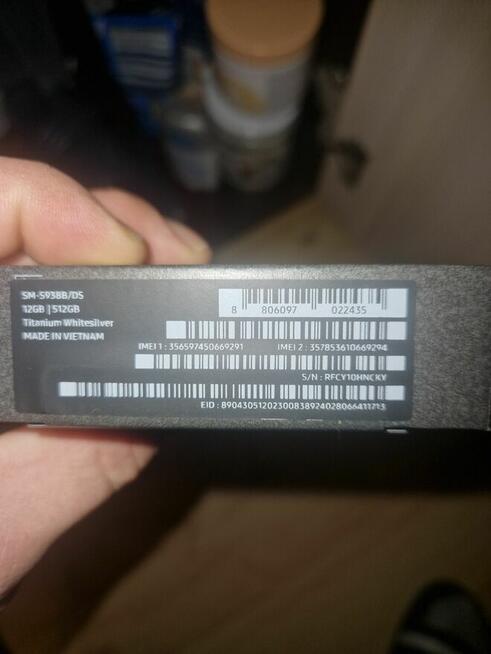 SM-S938B/DS
12GB | 512GB
Titanium Whitesilver
MADE IN VIETNAM
8 806097 022435
IMEI 1 : 356597450669291 IMEI 2 : 357853610669294
S/N : RFCY10HNCKY
EID : 89043051202300838924028066411713